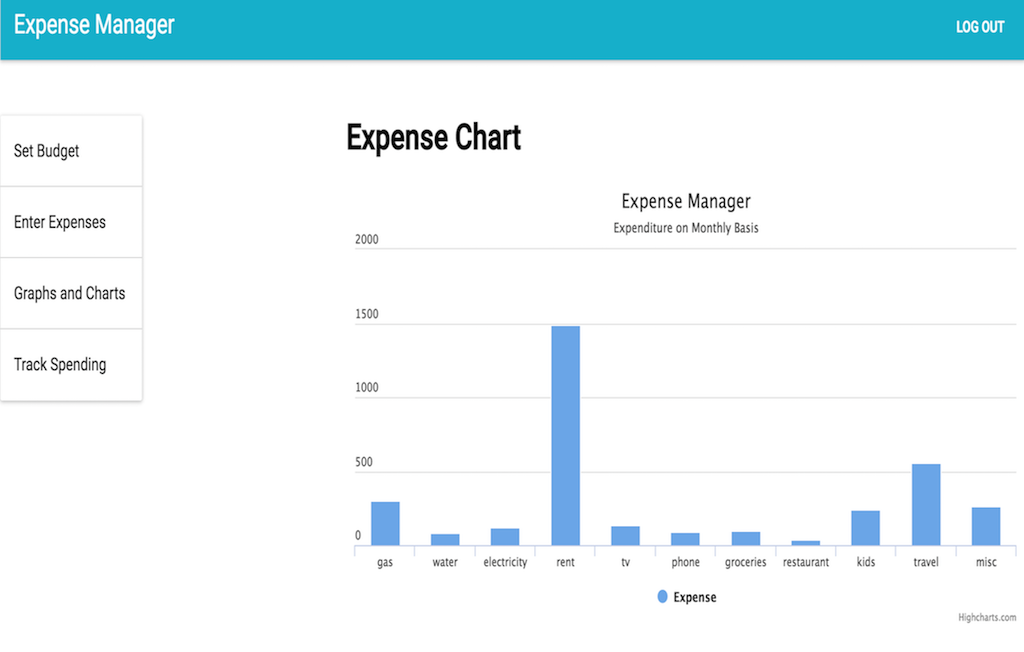 Expense Manager
LOG OUT
Set Budget
Enter Expenses
Graphs and Charts
Track Spending
Expense Chart
Expense Manager
Expenditure on Monthly Basis
2000
1500
1000
500
0
gas water electricity rent tv phone groceries restaurant kids travel misc
Expense
Highcharts.com